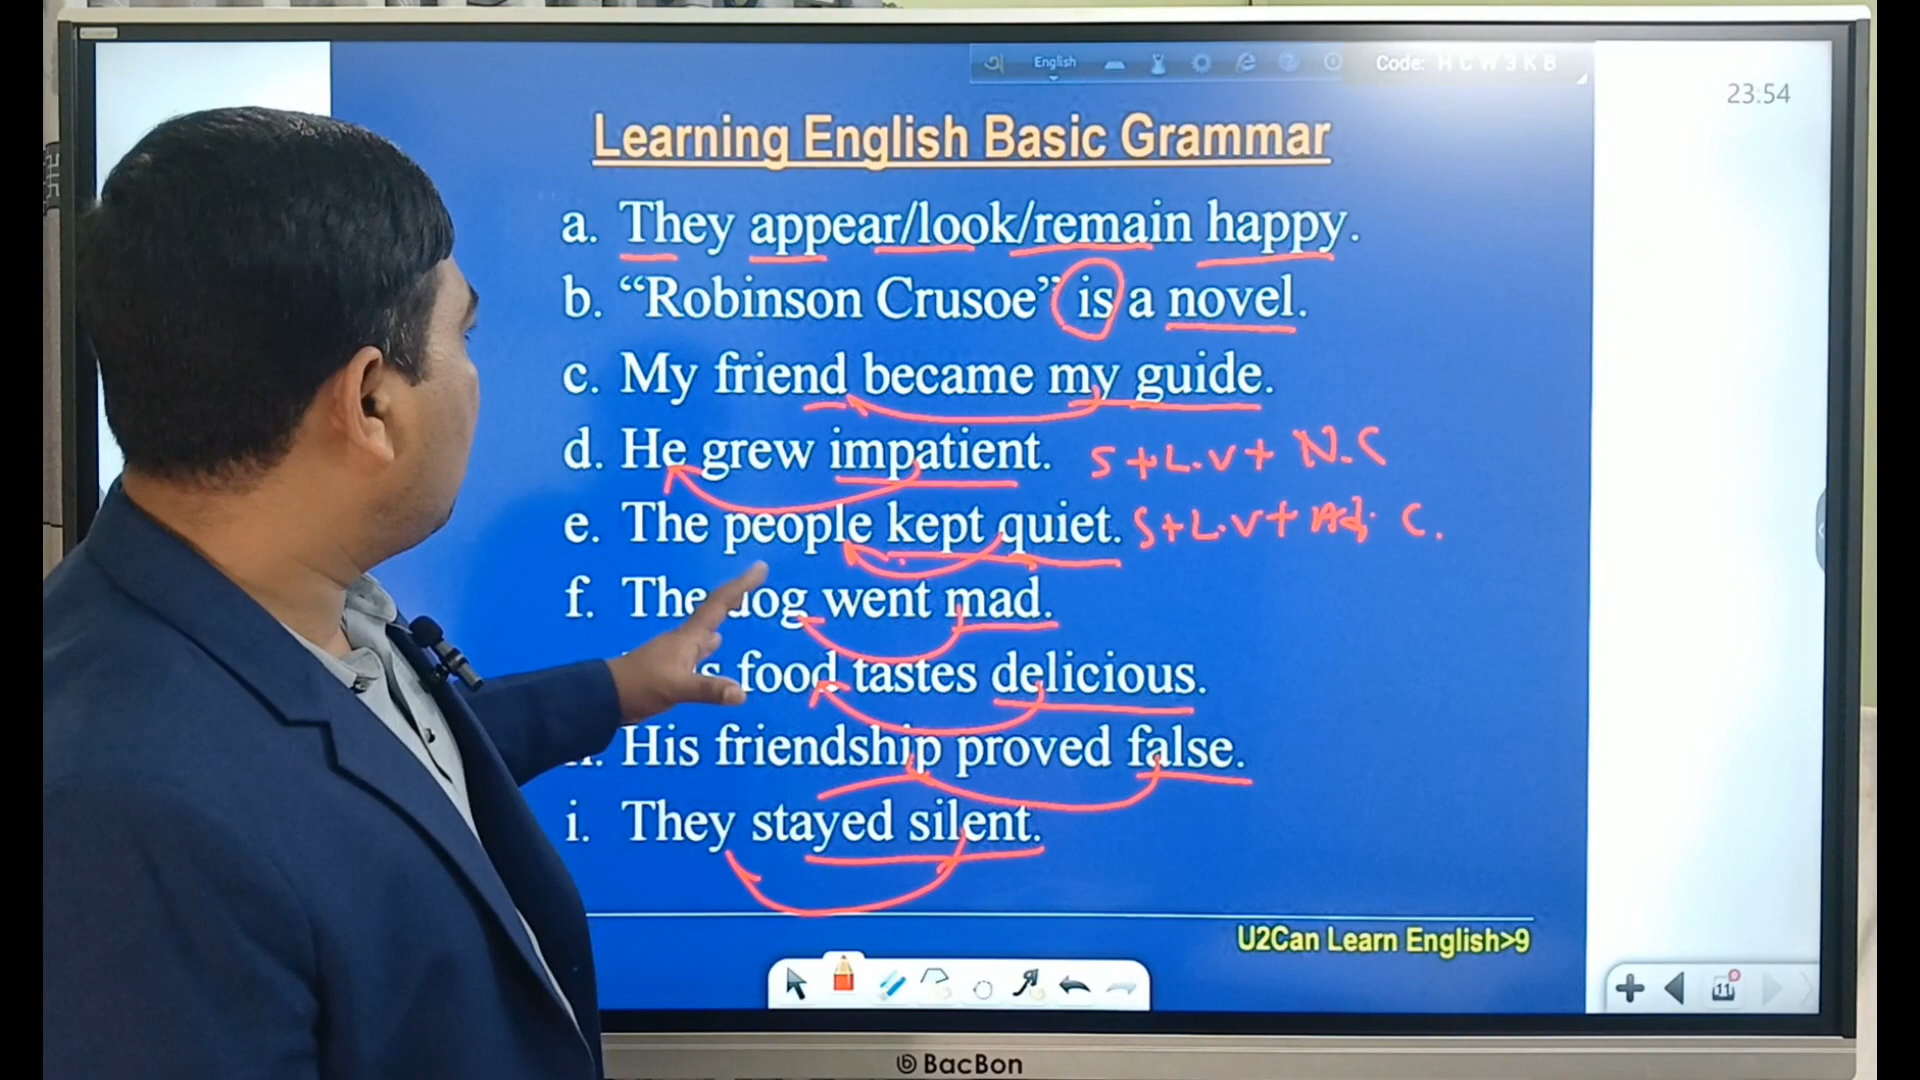 English
Code: H C W 3 K B
23:54
Learning English Basic Grammar
a. They appear/look/remain happy.
b. “Robinson Crusoe” is a novel.
c. My friend became my guide.
d. He grew impatient. S+L.V+ N.C
e. The people kept quiet. S+L.V+ Adj C.
f. The dog went mad.
food tastes delicious.
His friendship proved false.
i. They stayed silent.
U2Can Learn English>9
11
BacBon